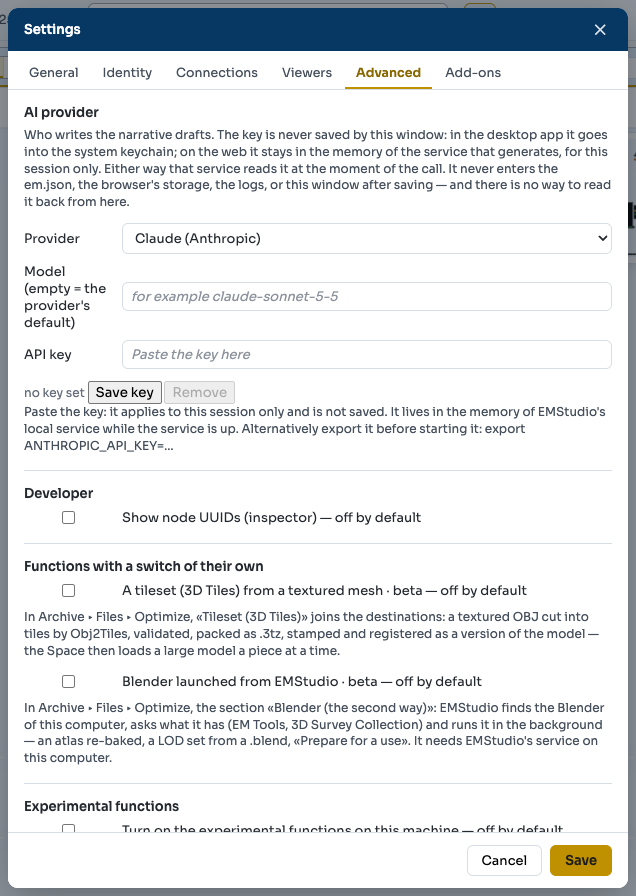 Settings
General
Identity
Connections
Viewers
Advanced
Add-ons
AI provider
Who writes the narrative drafts. The key is never saved by this window: in the desktop app it goes
into the system keychain; on the web it stays in the memory of the service that generates, for this
session only. Either way that service reads it at the moment of the call. It never enters the
em.json, the browser's storage, the logs, or this window after saving — and there is no way to read
it back from here.
Provider
Claude (Anthropic)
Model
(empty = the
provider's
default)
for example claude-sonnet-5-5
API key
Paste the key here
no key set
Save key
Remove
Paste the key: it applies to this session only and is not saved. It lives in the memory of EMStudio's
local service while the service is up. Alternatively export it before starting it: export
ANTHROPIC_API_KEY=…
Developer
Show node UUIDs (inspector) — off by default
Functions with a switch of their own
A tileset (3D Tiles) from a textured mesh · beta — off by default
In Archive ▸ Files ▸ Optimize, «Tileset (3D Tiles)» joins the destinations: a textured OBJ cut into
tiles by Obj2Tiles, validated, packed as .3tz, stamped and registered as a version of the model —
the Space then loads a large model a piece at a time.
Blender launched from EMStudio · beta — off by default
In Archive ▸ Files ▸ Optimize, the section «Blender (the second way)»: EMStudio finds the Blender
of this computer, asks what it has (EM Tools, 3D Survey Collection) and runs it in the background
— an atlas re-baked, a LOD set from a .blend, «Prepare for a use». It needs EMStudio's service on
this computer.
Experimental functions
Turn on the experimental functions on this machine — off by default
Cancel
Save